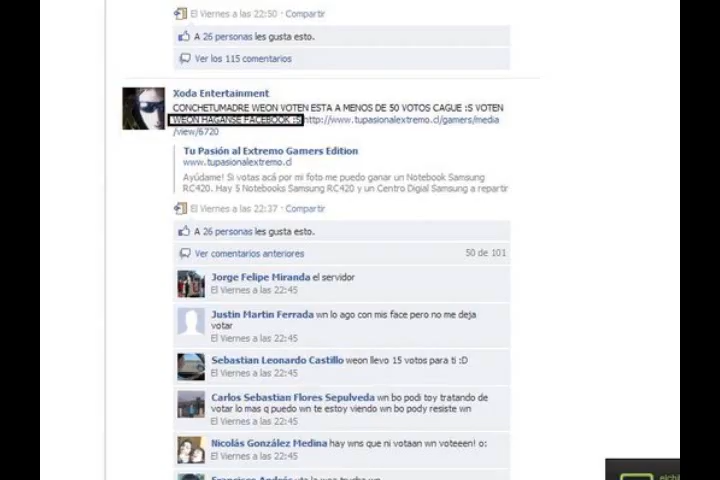 El Viernes a las 22:50 · Compartir
A 26 personas les gusta esto.
Ver los 115 comentarios
Xoda Entertainment
CONCHETUMADRE WEON VOTEN ESTA A MENOS DE 50 VOTOS CAGUE :S VOTEN
WEON HAGANSE FACEBOOK :S http://www.tupasionalextremo.cl/gamers/media
/view/6720
Tu Pasión al Extremo Gamers Edition
www.tupasionalextremo.cl
Ayúdame! Si votas acá por mi foto me puedo ganar un Notebook Samsung
RC420. Hay 5 Notebooks Samsung RC420 y un Centro Digial Samsung a repartir
El Viernes a las 22:37 · Compartir
A 26 personas les gusta esto.
Ver comentarios anteriores 50 de 101
Jorge Felipe Miranda el servidor
El Viernes a las 22:45
Justin Martin Ferrada wn lo ago con mis face pero no me deja
votar
El Viernes a las 22:45
Sebastian Leonardo Castillo weon llevo 15 votos para ti :D
El Viernes a las 22:45
Carlos Sebastian Flores Sepulveda wn bo podi toy tratando de
votar lo mas q puedo wn te estoy viendo wn bo pody resiste wn
El Viernes a las 22:45
Nicolás González Medina hay wns que ni votaan wn voteeen! o:
El Viernes a las 22:45